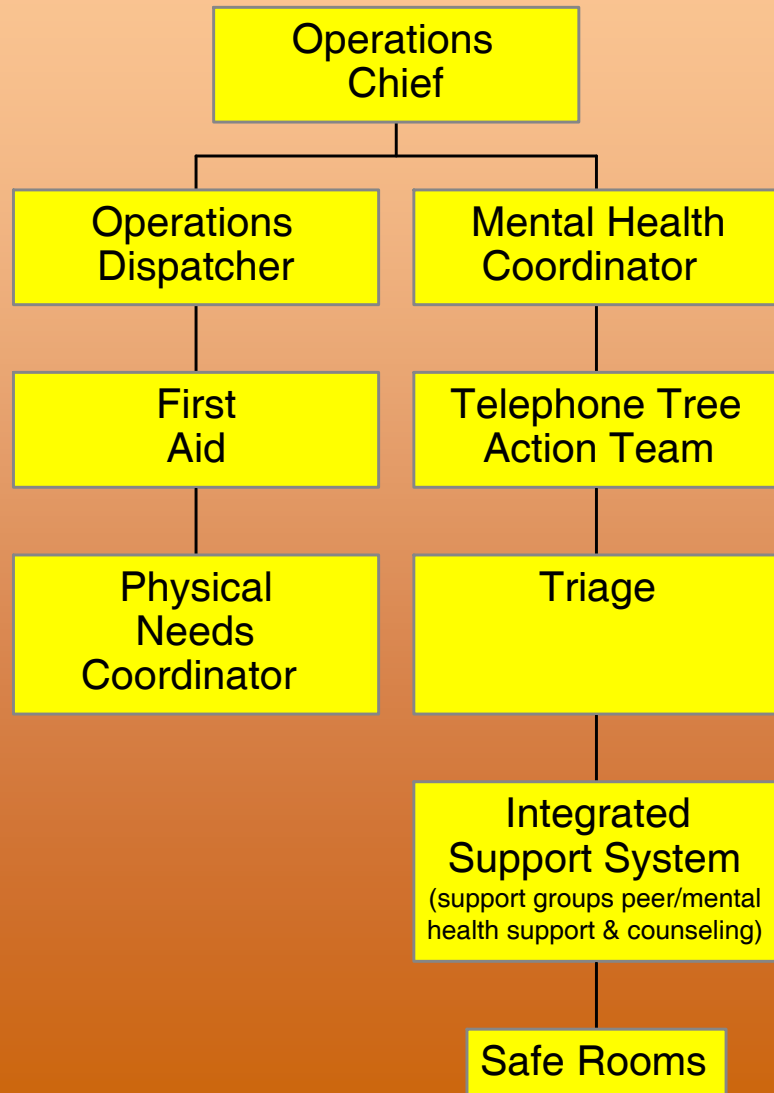 Operations
Chief
Operations
Dispatcher
Mental Health
Coordinator
First
Aid
Telephone Tree
Action Team
Physical
Needs
Coordinator
Triage
Integrated
Support System
(support groups peer/mental
health support & counseling)
Safe Rooms